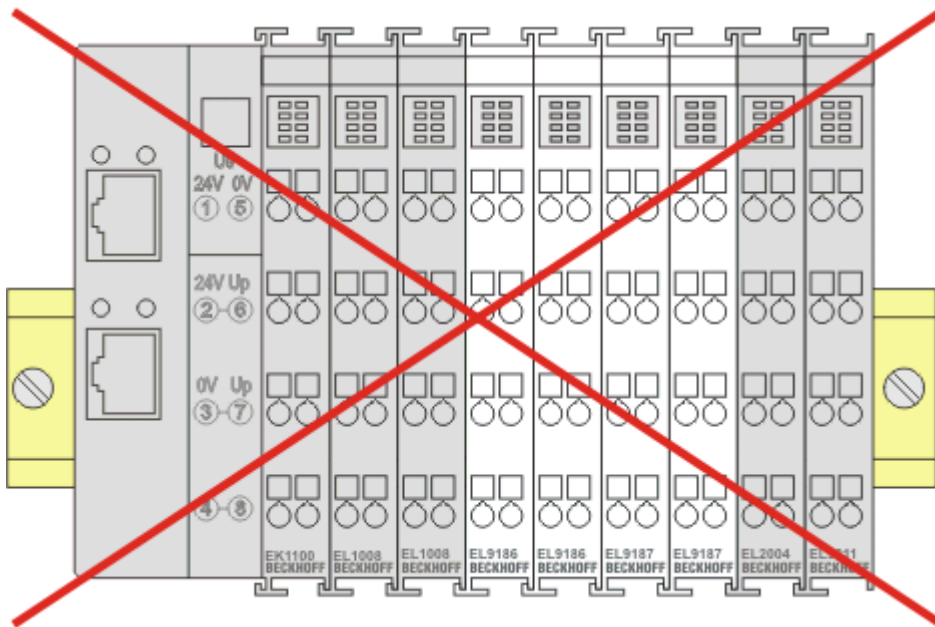 Us
24V 0V
1 5
24V Up
2-6
0V Up
3-7
4-8
EK1100 EL1008 EL1008 EL9186 EL9186 EL9187 EL9187 EL2004
BECKHOFF BECKHOFF BECKHOFF BECKHOFF BECKHOFF BECKHOFF BECKHOFF BECKHOFF BECKHOFF